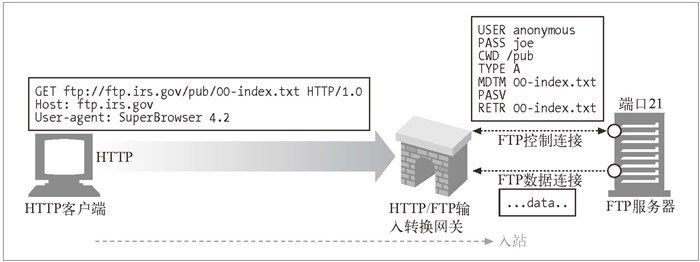 USER anonymous
PASS joe
CWD /pub
TYPE A
MDTM 00-index.txt
PASV
RETR 00-index.txt
GET ftp://ftp.irs.gov/pub/00-index.txt HTTP/1.0
Host: ftp.irs.gov
User-agent: SuperBrowser 4.2
端口21
HTTP
FTP控制连接
FTP数据连接
...data..
HTTP客户端
HTTP/FTP输
入转换网关
FTP服务器
入站